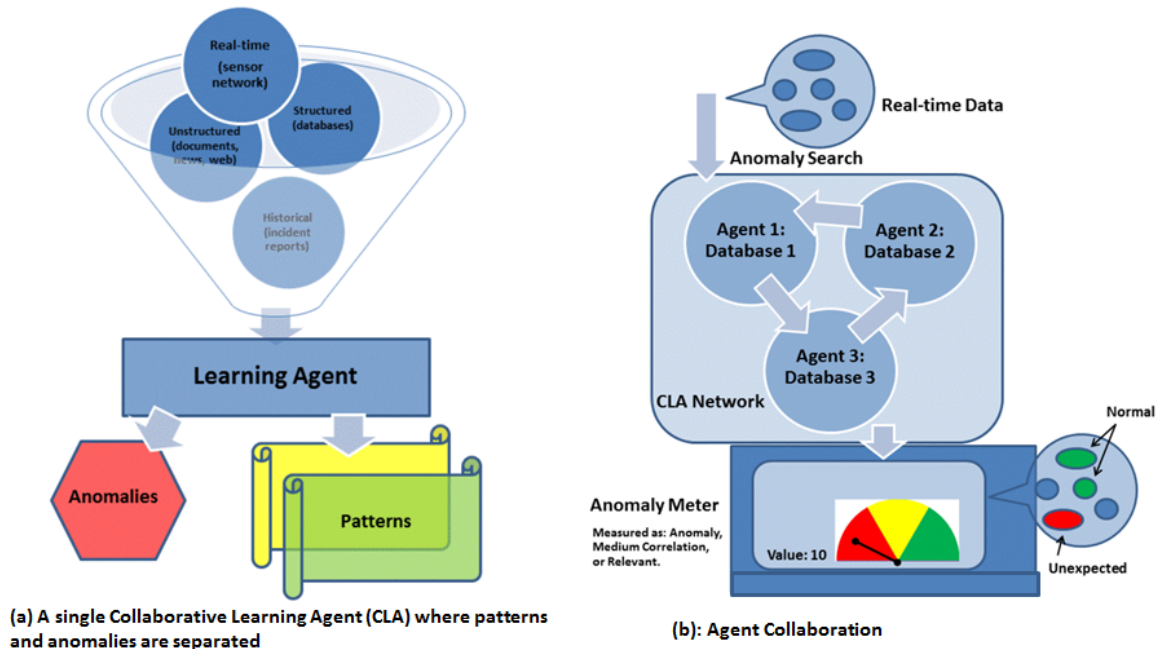 Real-time
(sensor
network)
Structured
(databases)
Unstructured
(documents,
news, web)
Historical
(incident
reports)
Learning Agent
Anomalies
Patterns
(a) A single Collaborative Learning Agent (CLA) where patterns
and anomalies are separated
Real-time Data
Anomaly Search
Agent 1:
Database 1
Agent 2:
Database 2
Agent 3:
Database 3
CLA Network
Normal
Anomaly Meter
Measured as: Anomaly,
Medium Correlation,
or Relevant.
Value: 10
Unexpected
(b): Agent Collaboration